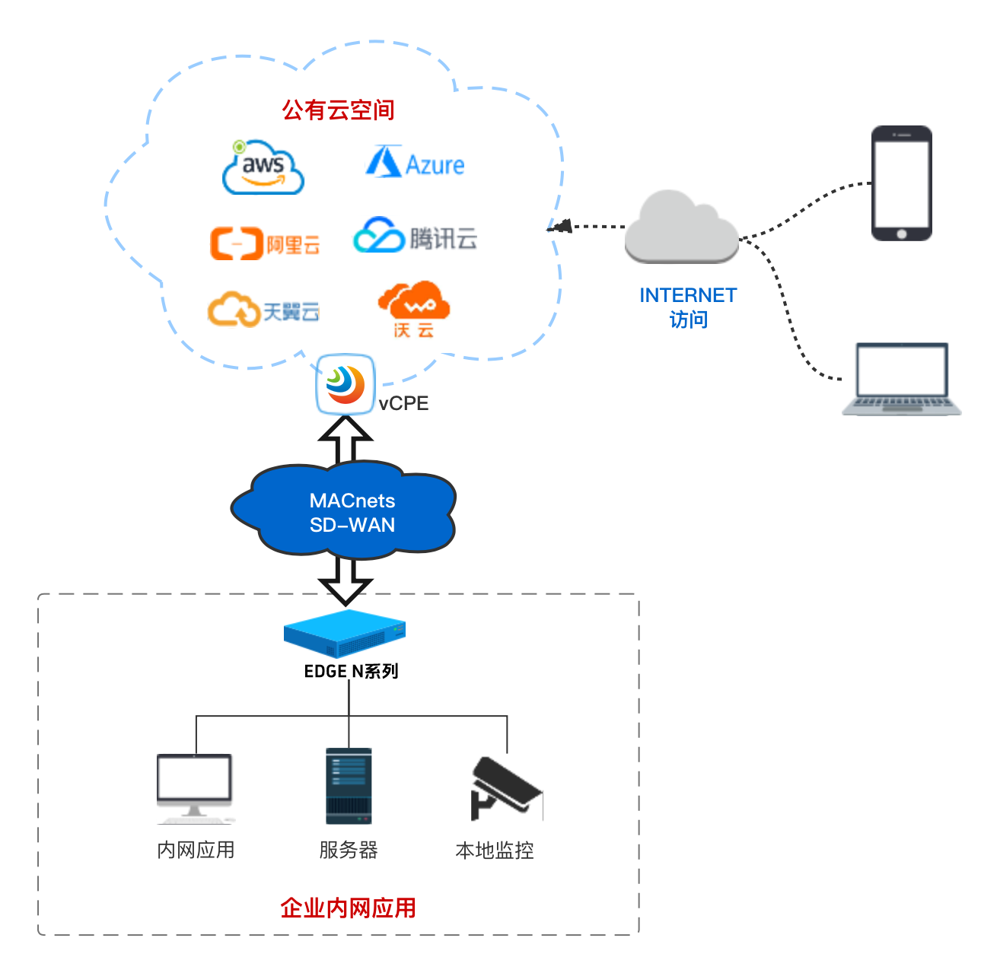 公有云空间
aws
Azure
阿里云
腾讯云
天翼云
沃云
vCPE
INTERNET
访问
MACnets
SD-WAN
EDGE N系列
内网应用
服务器
本地监控
企业内网应用